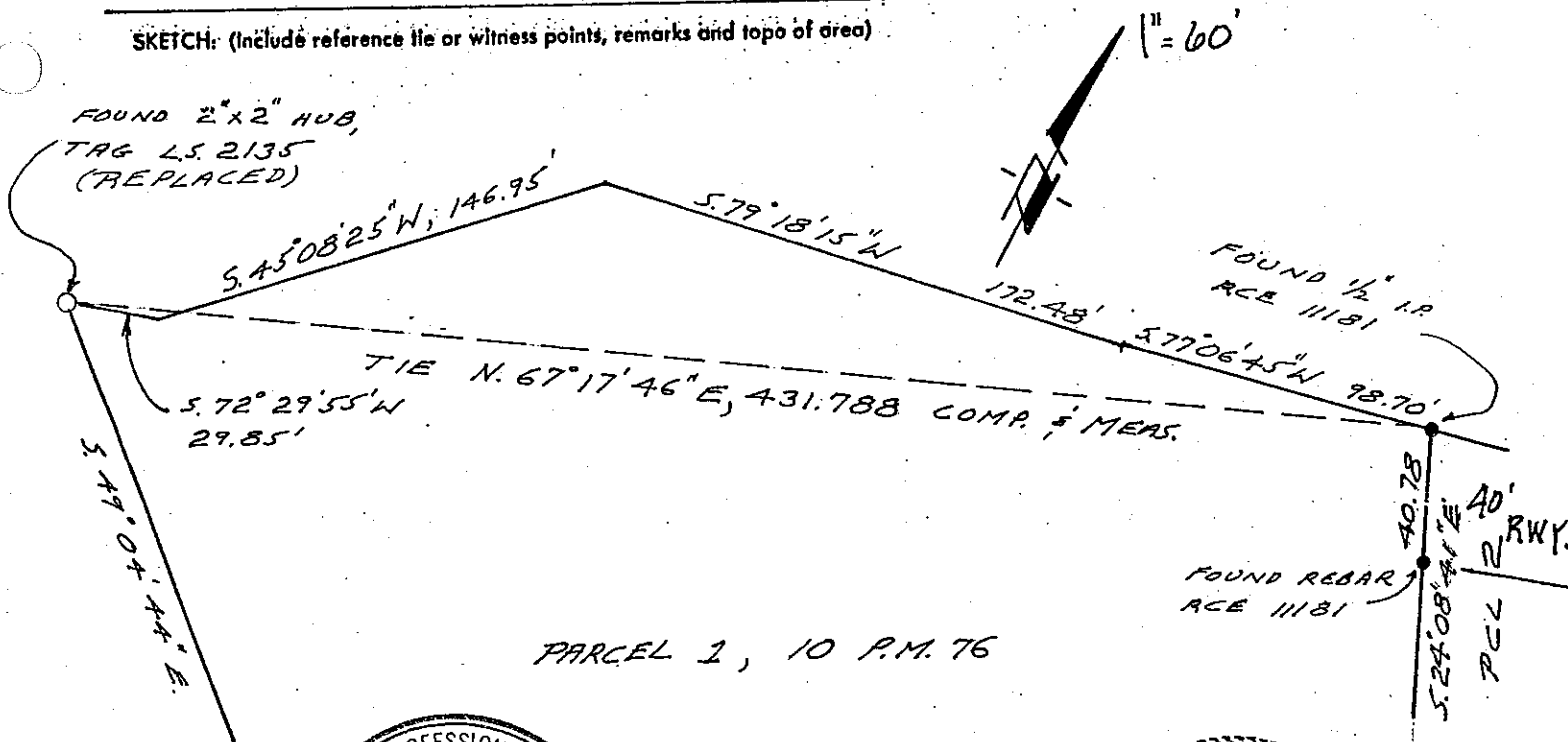 SKETCH: (Include reference tie or witness points, remarks and topo of area)
1" = 60'
FOUND 2" x 2" HUB,
TAG L.S. 2135
(REPLACED)
S. 45°08'25" W, 146.95'
S. 79°18'15" W
172.48'
FOUND 1/2" I.P.
RCE 11181
S. 77°06'45" W 98.70'
TIE N. 67°17'46" E, 431.788 COMP. & MEAS.
S. 72°29'55" W
29.85'
S. 49°04'44" E.
40.78
S. 24°08'41" E
40' RWY.
PCL 2
FOUND REBAR
RCE 11181
PARCEL 1, 10 P.M. 76